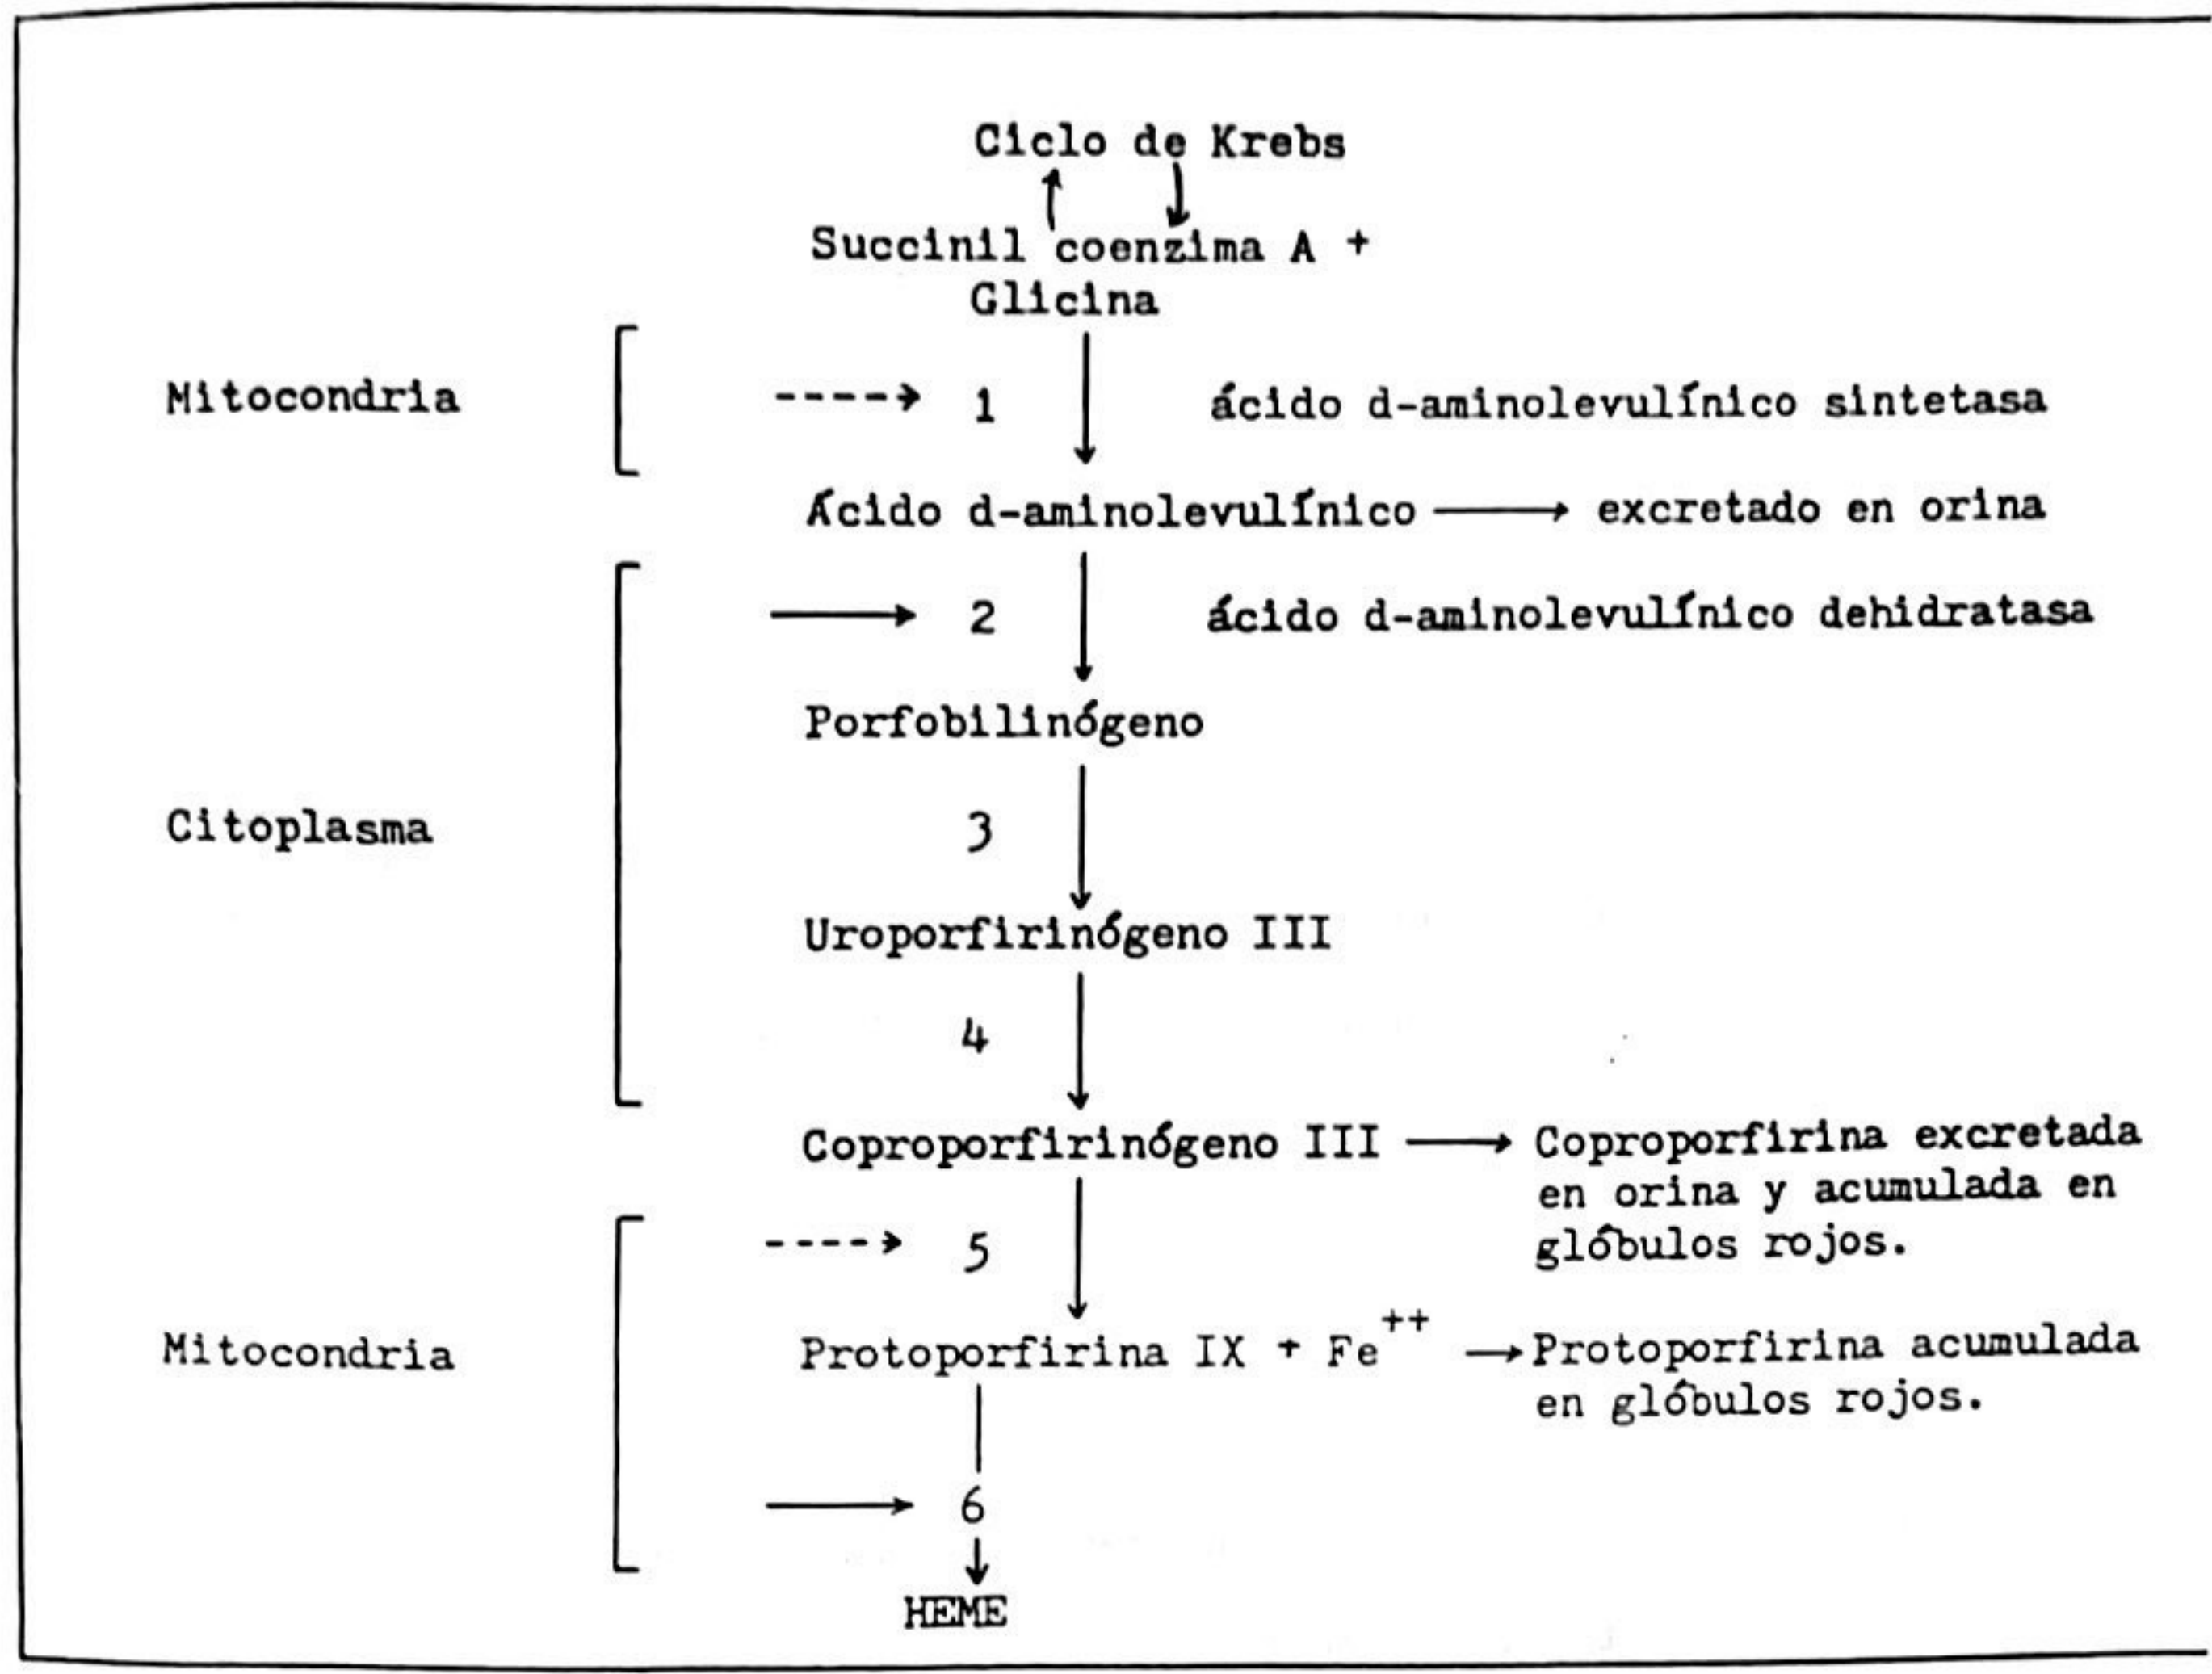 Ciclo de Krebs
Succinil coenzima A +
Glicina
Mitocondria
1
ácido d-aminolevulínico sintetasa
Ácido d-aminolevulínico
excretado en orina
2
ácido d-aminolevulínico dehidratasa
Porfobilinógeno
Citoplasma
3
Uroporfirinógeno III
4
Coproporfirinógeno III
Coproporfirina excretada
en orina y acumulada en
glóbulos rojos.
5
Mitocondria
Protoporfirina IX + Fe++
Protoporfirina acumulada
en glóbulos rojos.
6
HEME